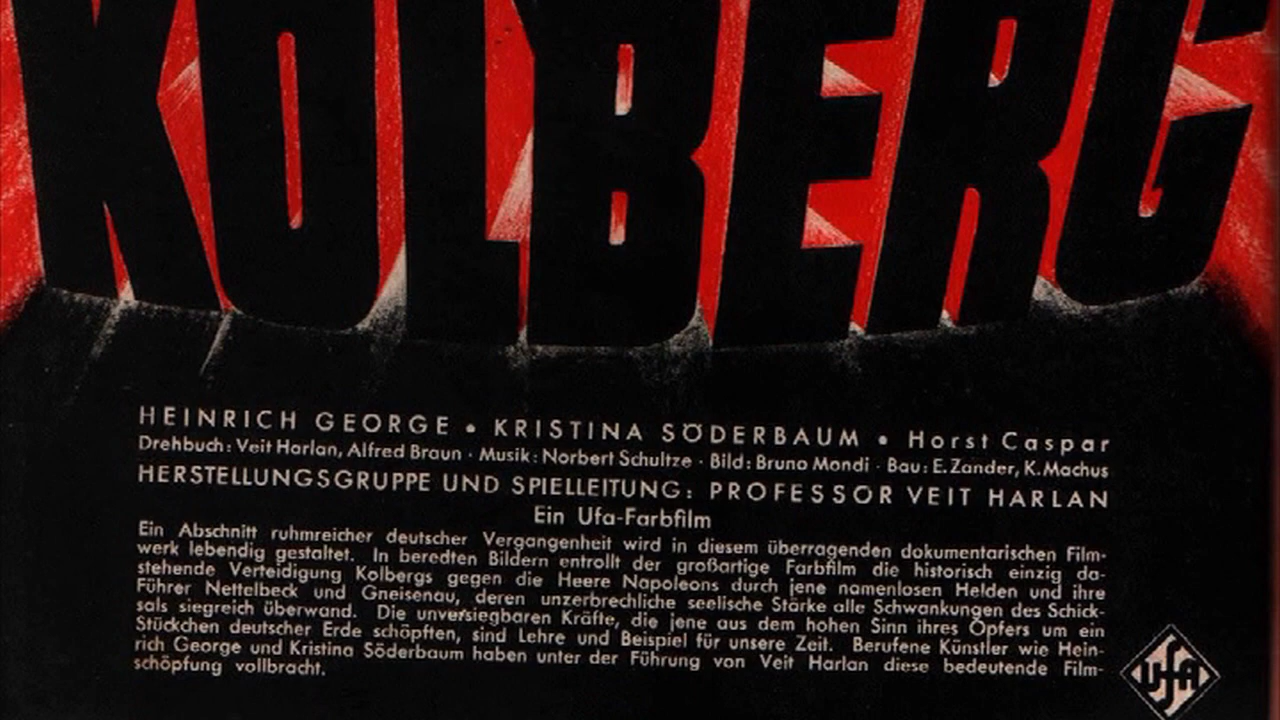 KOLBERG
HEINRICH GEORGE • KRISTINA SÖDERBAUM • Horst Caspar
Drehbuch: Veit Harlan, Alfred Braun · Musik: Norbert Schultze · Bild: Bruno Mondi · Bau: E. Zander, K. Machus
HERSTELLUNGSGRUPPE UND SPIELLEITUNG: PROFESSOR VEIT HARLAN
Ein Ufa-Farbfilm
Ein Abschnitt ruhmreicher deutscher Vergangenheit wird in diesem überragenden dokumentarischen Film-
werk lebendig gestaltet. In beredten Bildern entrollt der großartige Farbfilm die historisch einzig da-
stehende Verteidigung Kolbergs gegen die Heere Napoleons durch jene namenlosen Helden und ihre
Führer Nettelbeck und Gneisenau, deren unzerbrechliche seelische Stärke alle Schwankungen des Schick-
sals siegreich überwand. Die unversiegbaren Kräfte, die jene aus dem hohen Sinn ihres Opfers um ein
Stückchen deutscher Erde schöpften, sind Lehre und Beispiel für unsere Zeit. Berufene Künstler wie Hein-
rich George und Kristina Söderbaum haben unter der Führung von Veit Harlan diese bedeutende Film-
schöpfung vollbracht.
UfA